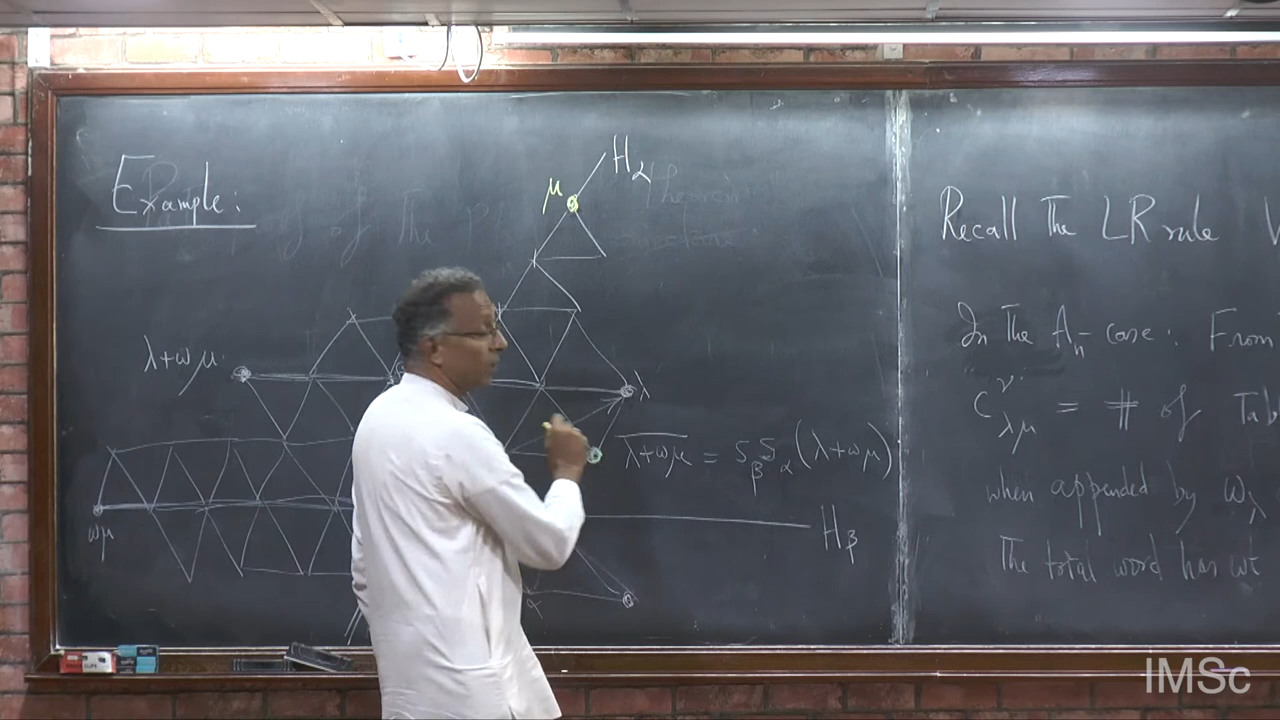 Example:
μ
H_α
λ+ωμ
λ
\overline{λ+ωμ} = S_β S_α (λ+ωμ)
ωμ
H_β
α
Recall The LR rule
In The A_n- case : From
C^ν_{λμ} = # of Tab
when appended by ω_λ
The total word has wt
IMSc